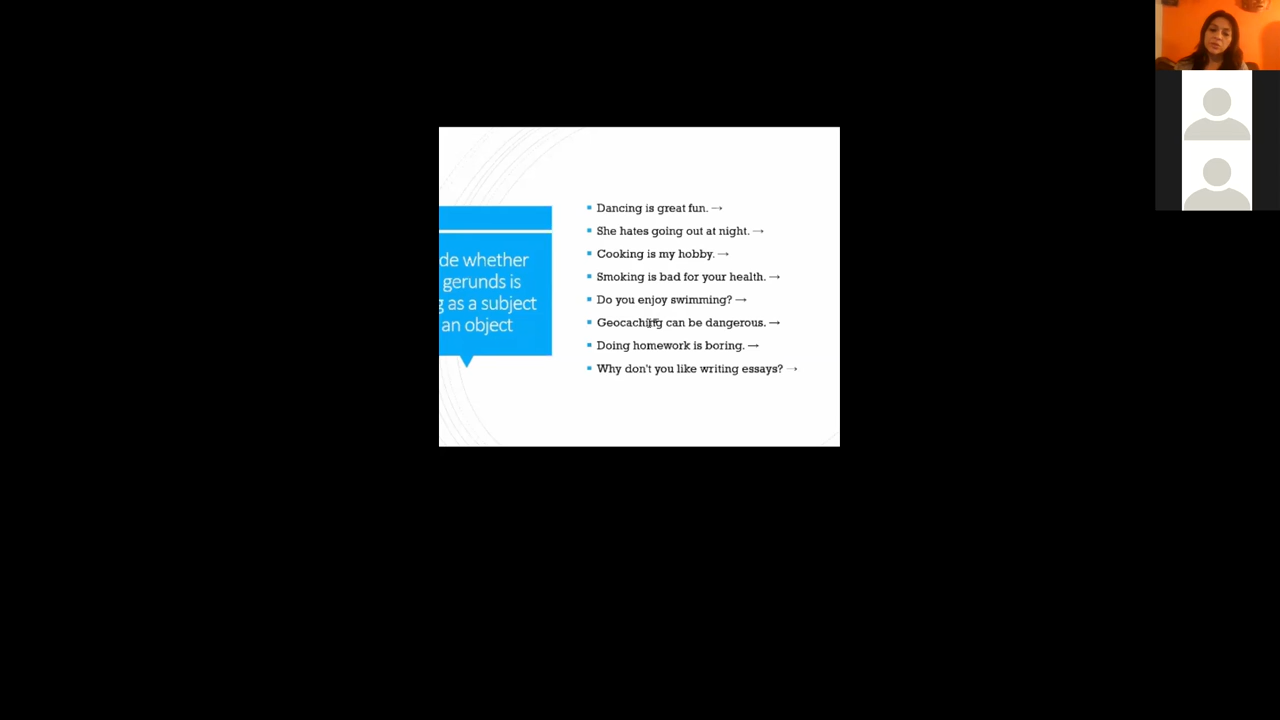 de whether
gerunds is
g as a subject
an object
Dancing is great fun. →
She hates going out at night. →
Cooking is my hobby. →
Smoking is bad for your health. →
Do you enjoy swimming? →
Geocaching can be dangerous. →
Doing homework is boring. →
Why don't you like writing essays? →